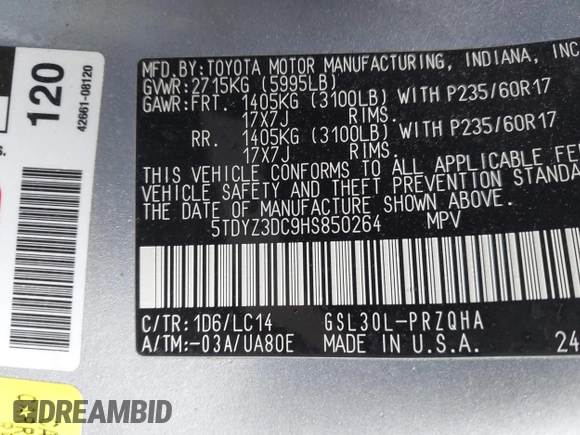 MFD.BY:TOYOTA MOTOR MANUFACTURING, INDIANA, INC
GVWR:2715KG (5995LB)
GAWR:FRT. 1405KG (3100LB) WITH P235/60R17
17X7J RIMS.
RR. 1405KG (3100LB) WITH P235/60R17
17X7J RIMS.
THIS VEHICLE CONFORMS TO ALL APPLICABLE FE
VEHICLE SAFETY AND THEFT PREVENTION STANDA
THE DATE OF MANUFACTURE SHOWN ABOVE.
5TDYZ3DC9HS850264 MPV
C/TR:1D6/LC14 GSL30L-PRZQHA
A/TM:-03A/UA80E MADE IN U.S.A. 24
120
42661-08120
DREAMBID